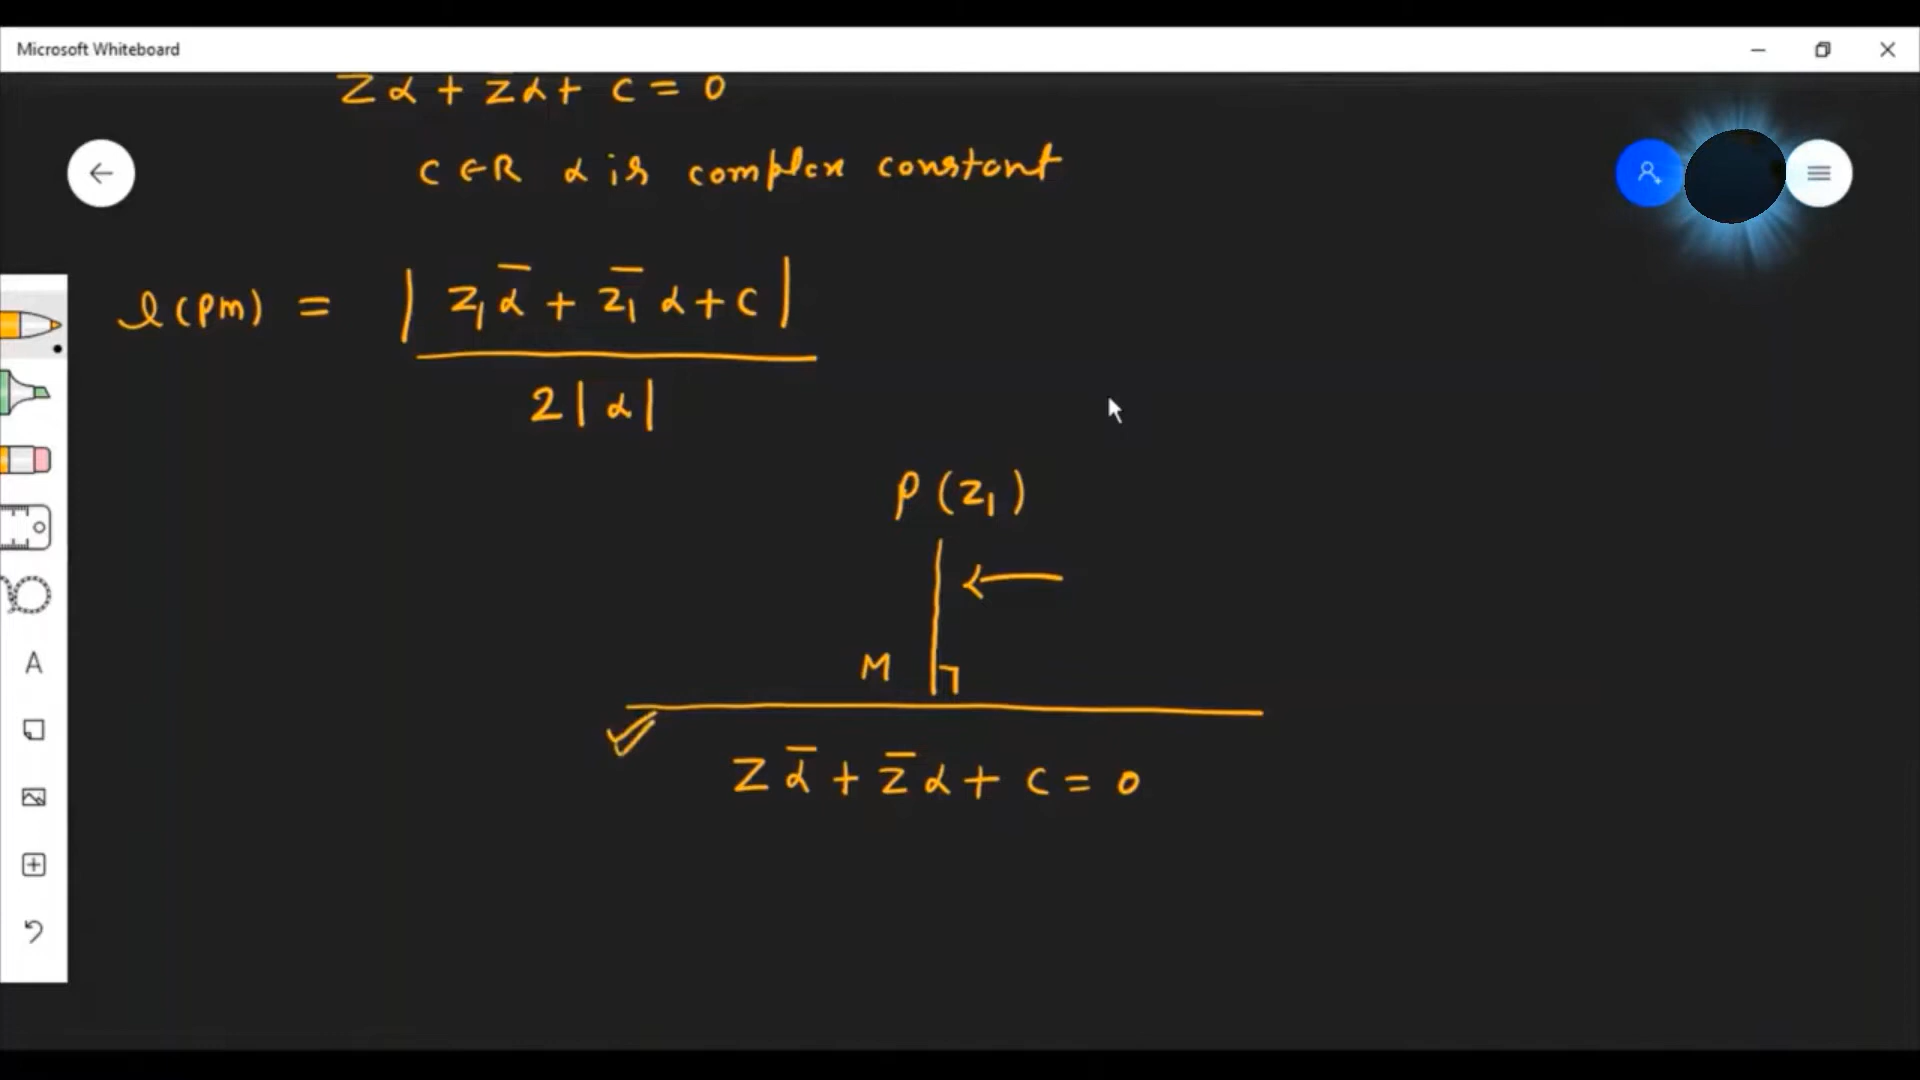 Microsoft Whiteboard
zα + zα + c = 0
c ∈ R α is complex constant
l(PM) = | z₁ᾱ + z̄₁α + c |
2|α|
P(z₁)
M
zᾱ + z̄α + c = 0
A